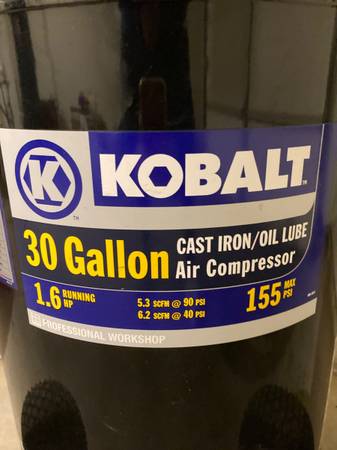 K KOBALT™
30 Gallon CAST IRON/OIL LUBE
Air Compressor
1.6 RUNNING HP 5.3 SCFM @ 90 PSI 155 MAX PSI
6.2 SCFM @ 40 PSI
PROFESSIONAL WORKSHOP